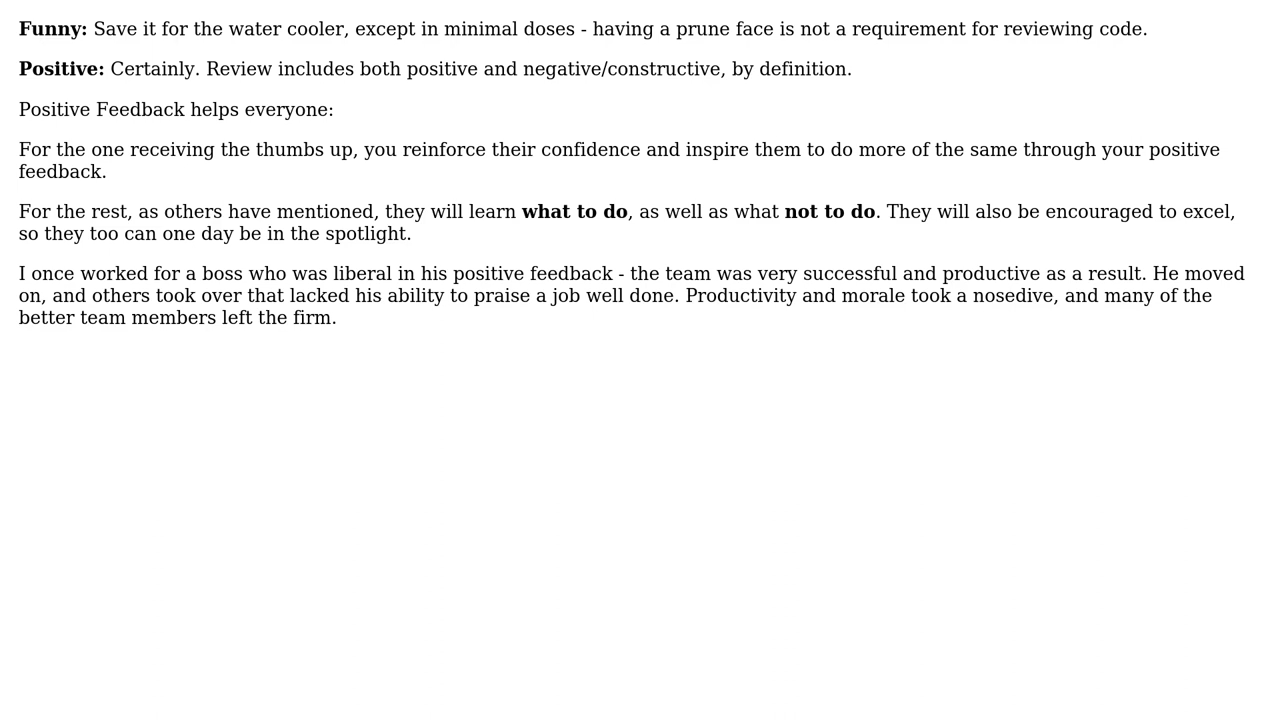 Funny: Save it for the water cooler, except in minimal doses - having a prune face is not a requirement for reviewing code.
Positive: Certainly. Review includes both positive and negative/constructive, by definition.
Positive Feedback helps everyone:
For the one receiving the thumbs up, you reinforce their confidence and inspire them to do more of the same through your positive
feedback.
For the rest, as others have mentioned, they will learn what to do, as well as what not to do. They will also be encouraged to excel,
so they too can one day be in the spotlight.
I once worked for a boss who was liberal in his positive feedback - the team was very successful and productive as a result. He moved
on, and others took over that lacked his ability to praise a job well done. Productivity and morale took a nosedive, and many of the
better team members left the firm.